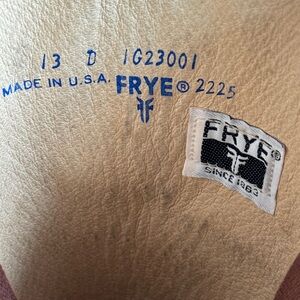 13 D 1G23001
MADE IN U.S.A. FRYE® 2225
FRYE®
SINCE 1863